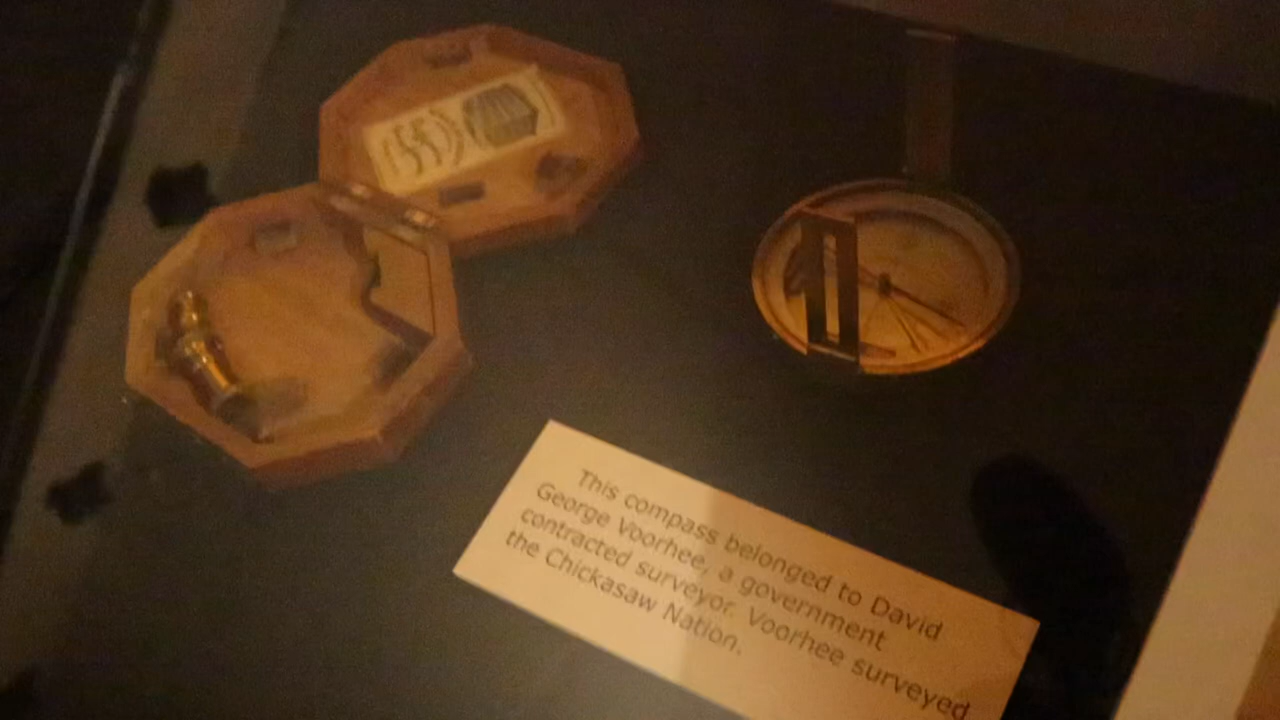 This compass belonged to David
George Voorhee, a government
contracted surveyor. Voorhee surveyed
the Chickasaw Nation.